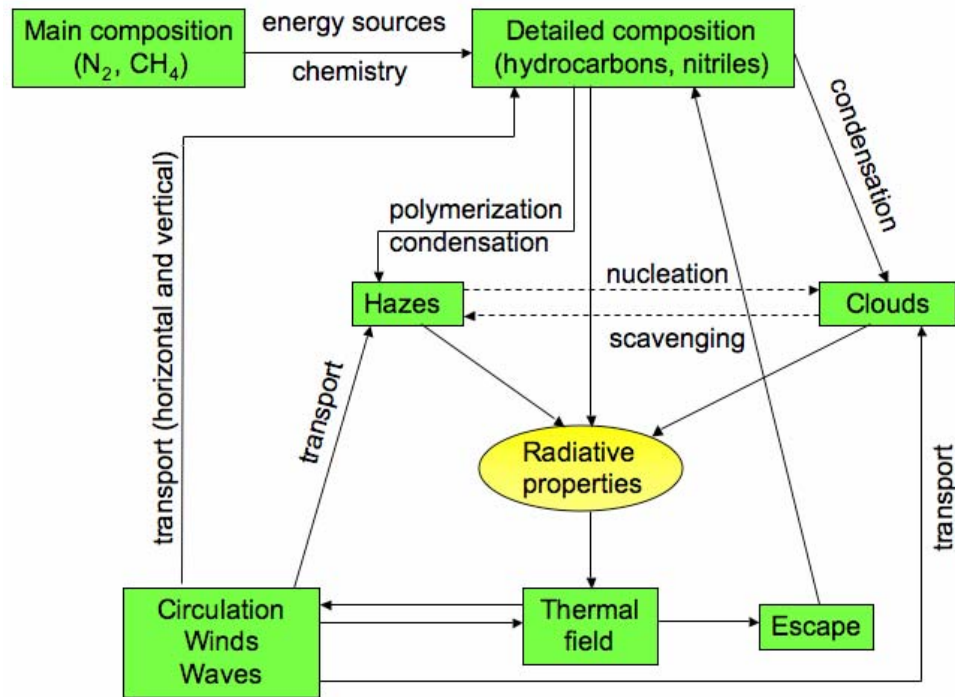 Main composition
(N₂, CH₄)
energy sources
chemistry
Detailed composition
(hydrocarbons, nitriles)
condensation
transport (horizontal and vertical)
polymerization
condensation
Hazes
nucleation
scavenging
Clouds
transport
Radiative
properties
transport
Circulation
Winds
Waves
Thermal
field
Escape